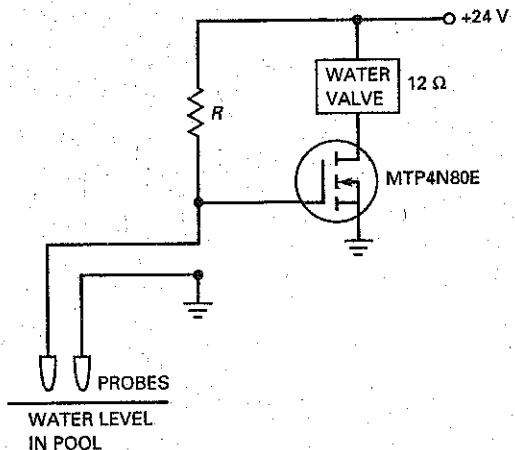 +24 V
WATER
VALVE
12 Ω
R
MTP4N80E
PROBES
WATER LEVEL
IN POOL